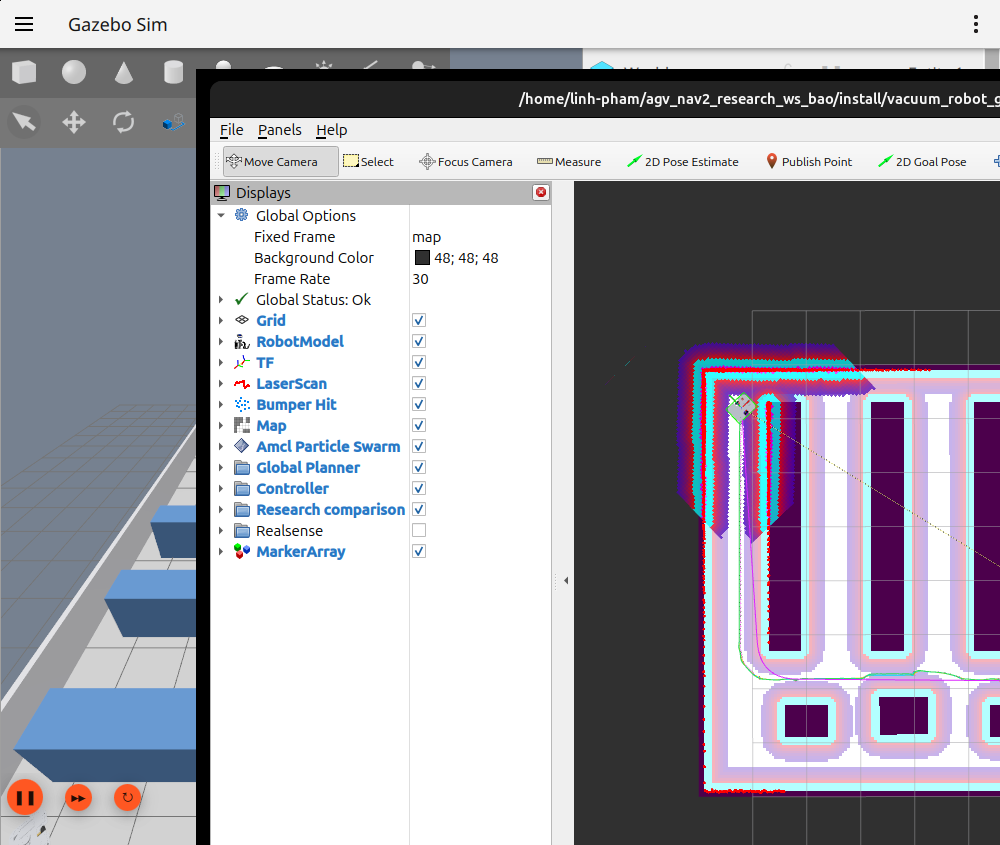 Gazebo Sim
/home/linh-pham/agv_nav2_research_ws_bao/install/vacuum_robot_g
File Panels Help
Move Camera Select Focus Camera Measure 2D Pose Estimate Publish Point 2D Goal Pose
Displays
Global Options
Fixed Frame map
Background Color 48; 48; 48
Frame Rate 30
Global Status: Ok
Grid
RobotModel
TF
LaserScan
Bumper Hit
Map
Amcl Particle Swarm
Global Planner
Controller
Research comparison
Realsense
MarkerArray